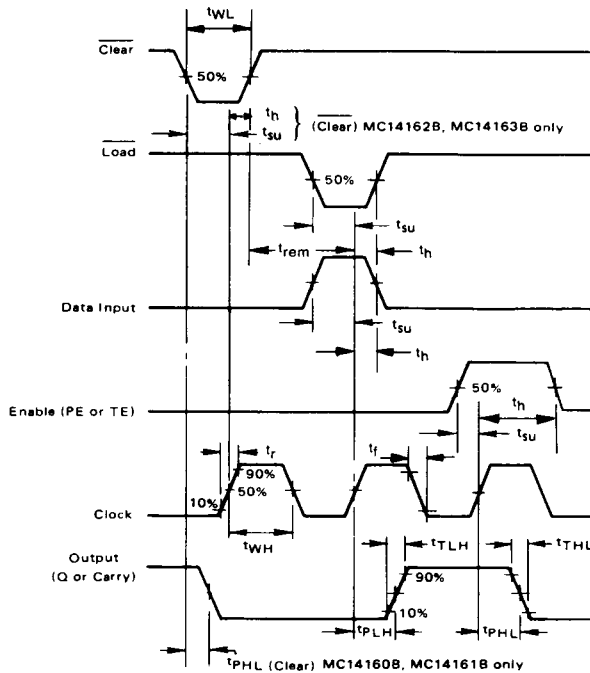 tWL
Clear
50%
th
tsu
} (Clear) MC14162B, MC14163B only
Load
50%
tsu
trem
th
Data Input
tsu
th
50%
th
Enable (PE or TE)
tsu
tr
tf
90%
10%
50%
Clock
tWH
tTLH
tTHL
Output
(Q or Carry)
90%
10%
tPLH
tPHL
tPHL (Clear) MC14160B, MC14161B only